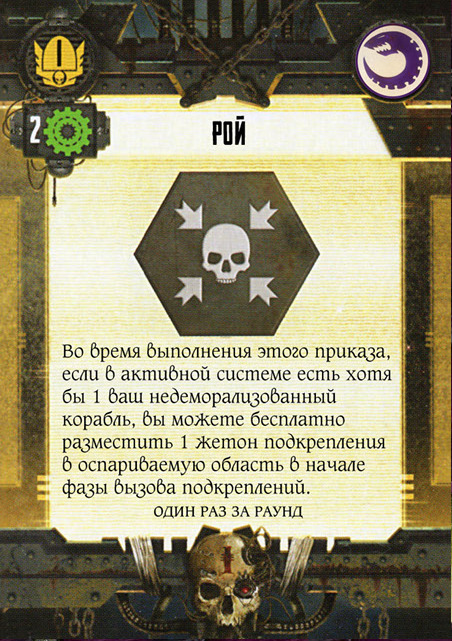 I
2
РОЙ
Во время выполнения этого приказа,
если в активной системе есть хотя
бы 1 ваш недеморализованный
корабль, вы можете бесплатно
разместить 1 жетон подкрепления
в оспариваемую область в начале
фазы вызова подкреплений.
ОДИН РАЗ ЗА РАУНД
I